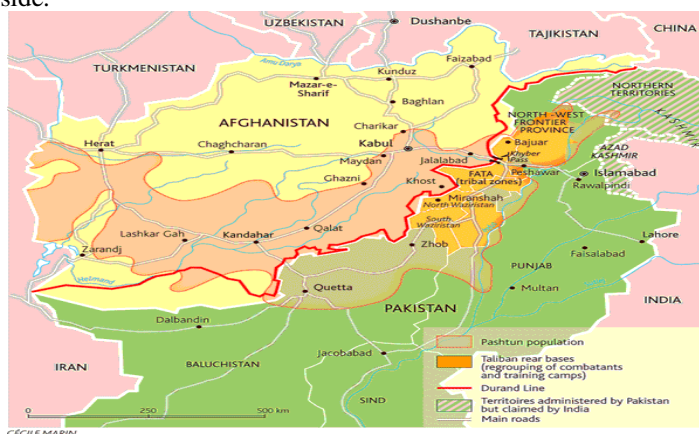 side.
UZBEKISTAN
Dushanbe
TAJIKISTAN
CHINA
TURKMENISTAN
Amu Darya
Faizabad
Kunduz
Mazar-e-
Sharif
Baghlan
NORTHERN
TERRITORIES
KASHMIR
AFGHANISTAN
NORTH-WEST
FRONTIER
PROVINCE
Charikar
Kabul
Bajuar
Herat
Chaghcharan
Maydan
Jalalabad
Khyber
Pass
AZAD
KASHMIR
Peshawar
Islamabad
Ghazni
Khost
FATA
(tribal zones)
Rawalpindi
Miranshah
North Waziristan
South-
Waziristan
Qalat
Lashkar Gah
Kandahar
Zarandj
Zhob
Lahore
Faisalabad
PUNJAB
Helmand
Quetta
Multan
INDIA
PAKISTAN
Dalbandin
IRAN
BALUCHISTAN
Jacobabad
SIND
Pashtun population
Taliban rear bases
(regrouping of combatants
and training camps)
Durand Line
Territoires administered by Pakistan
but claimed by India
Main roads
0 250 500 km
CÉCILE MARIN